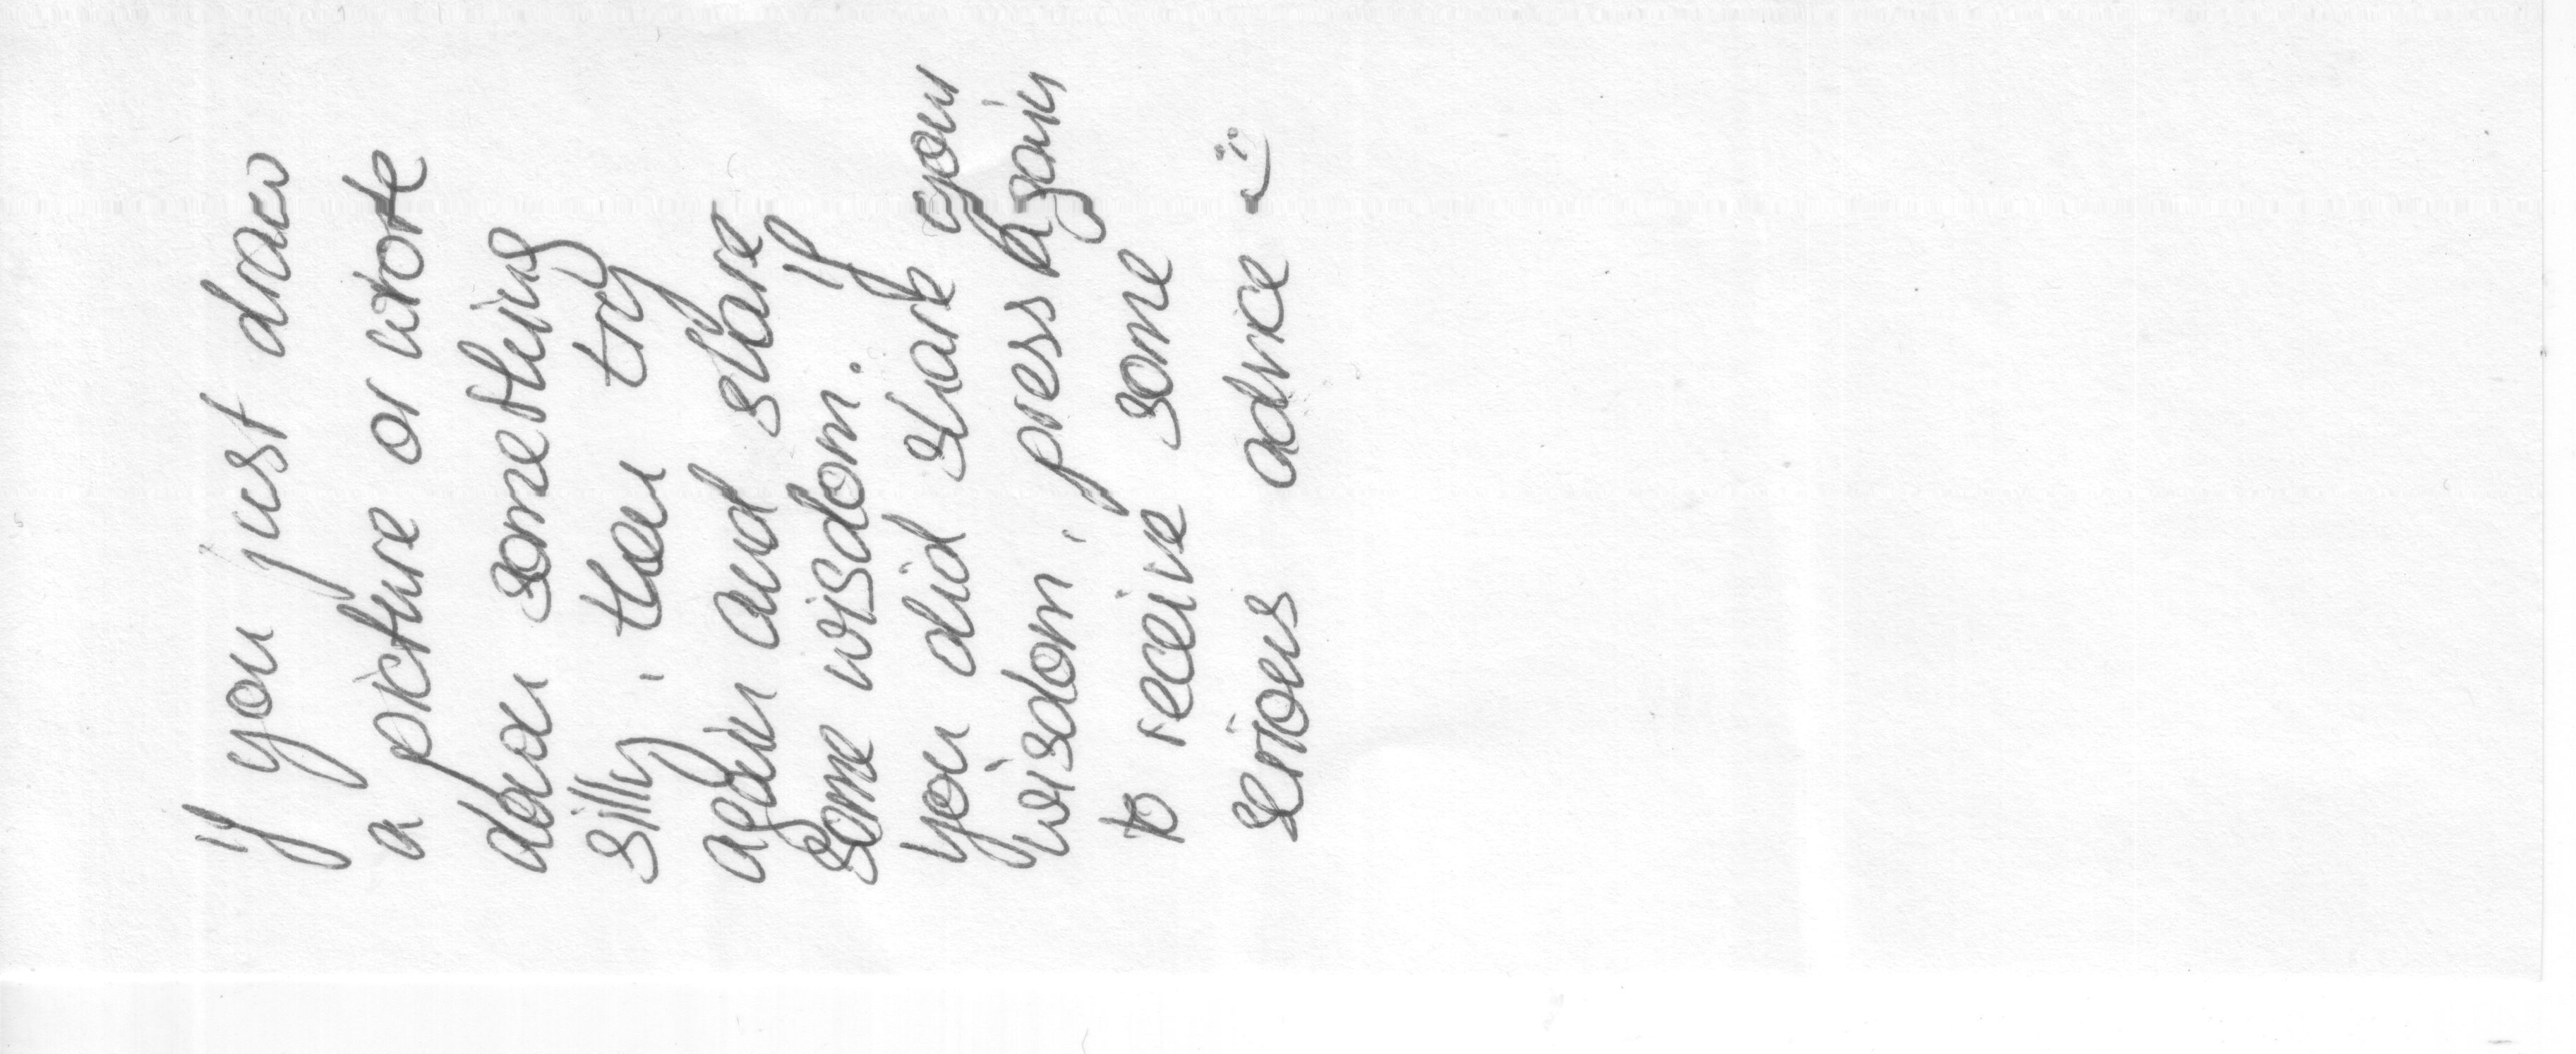 if you just draw
a picture or wrote
down something
silly, then try
again and share
some wisdom. If
you did share your
wisdom, press again
to receive some
serious advice :)